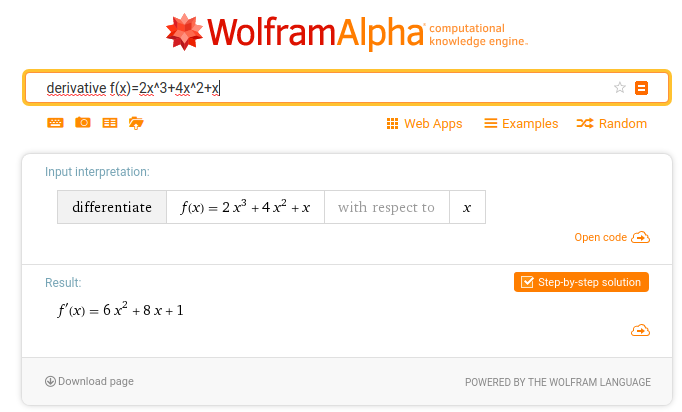 WolframAlpha computational knowledge engine™
derivative f(x)=2x^3+4x^2+x
Web Apps Examples Random
Input interpretation:
differentiate f(x) = 2 x³ + 4 x² + x with respect to x
Open code
Result: Step-by-step solution
f′(x) = 6 x² + 8 x + 1
Download page POWERED BY THE WOLFRAM LANGUAGE